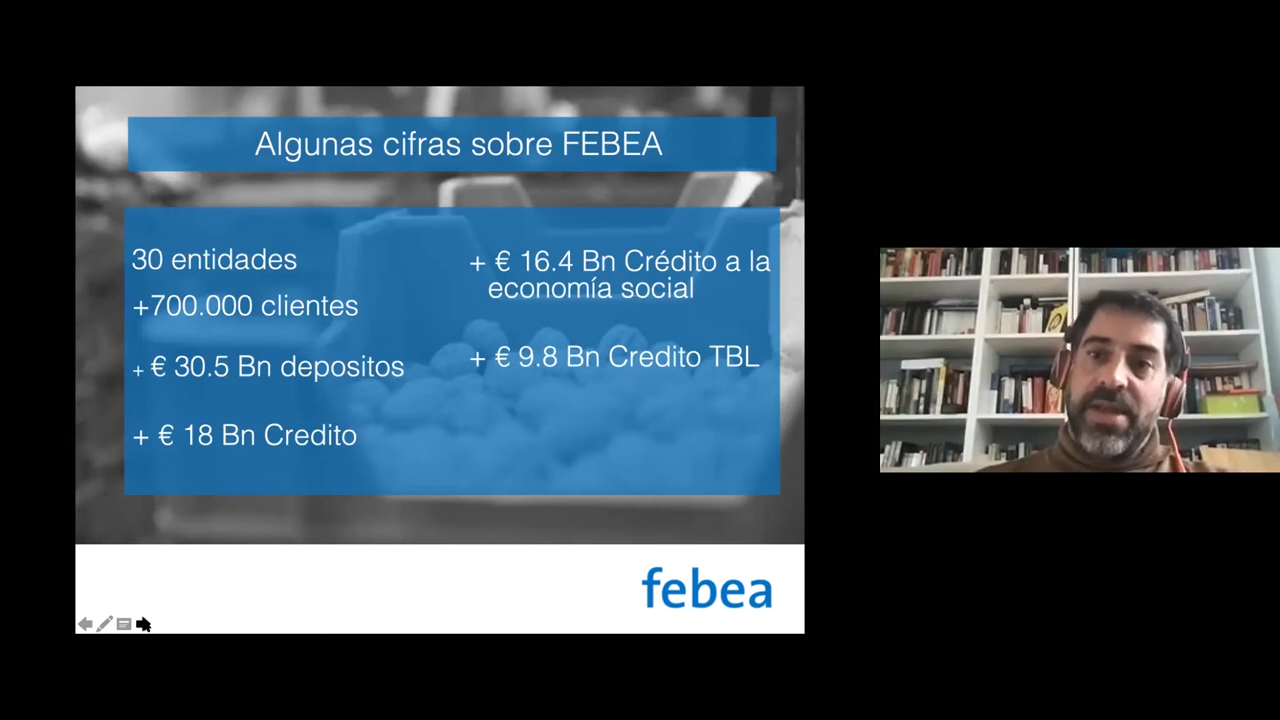 Algunas cifras sobre FEBEA
30 entidades
+700.000 clientes
+ € 30.5 Bn depositos
+ € 18 Bn Credito
+ € 16.4 Bn Crédito a la
economía social
+ € 9.8 Bn Credito TBL
febea